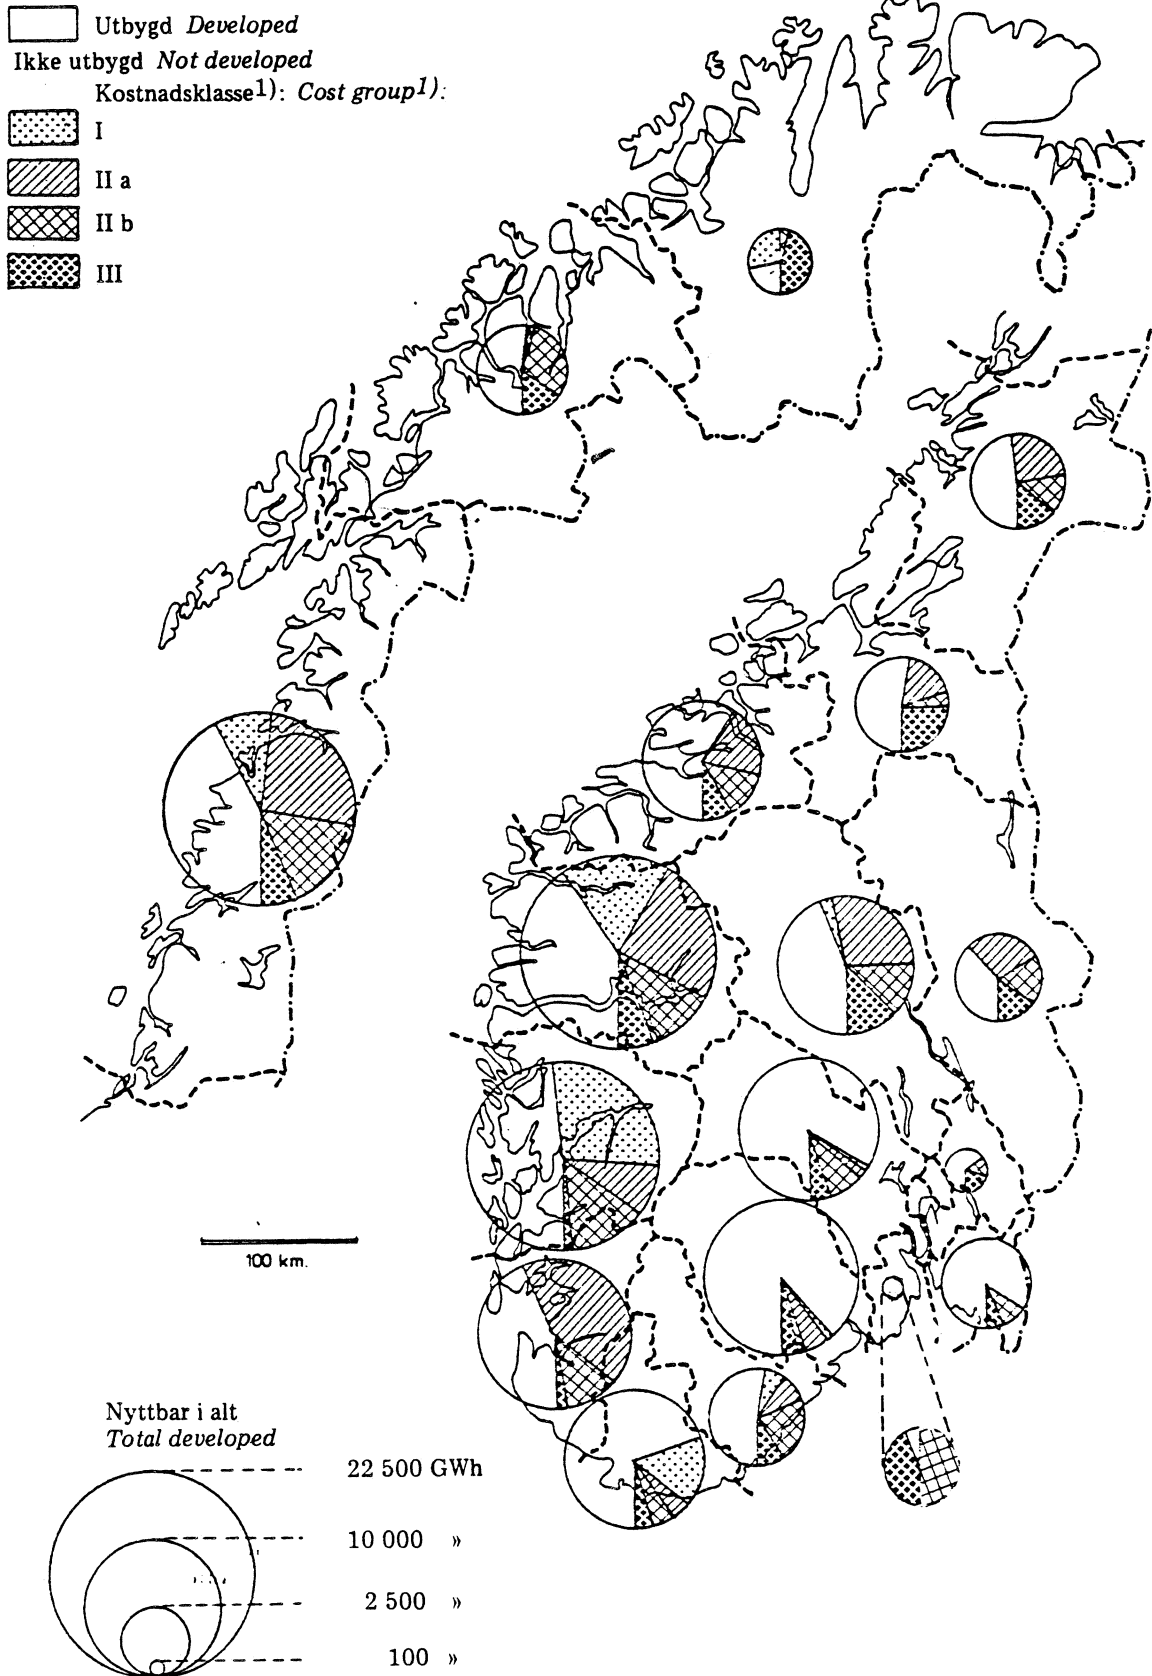 Utbygd Developed
Ikke utbygd Not developed
Kostnadsklasse1): Cost group1):
I
II a
II b
III
100 km.
Nyttbar i alt
Total developed
22 500 GWh
10 000 »
2 500 »
100 »